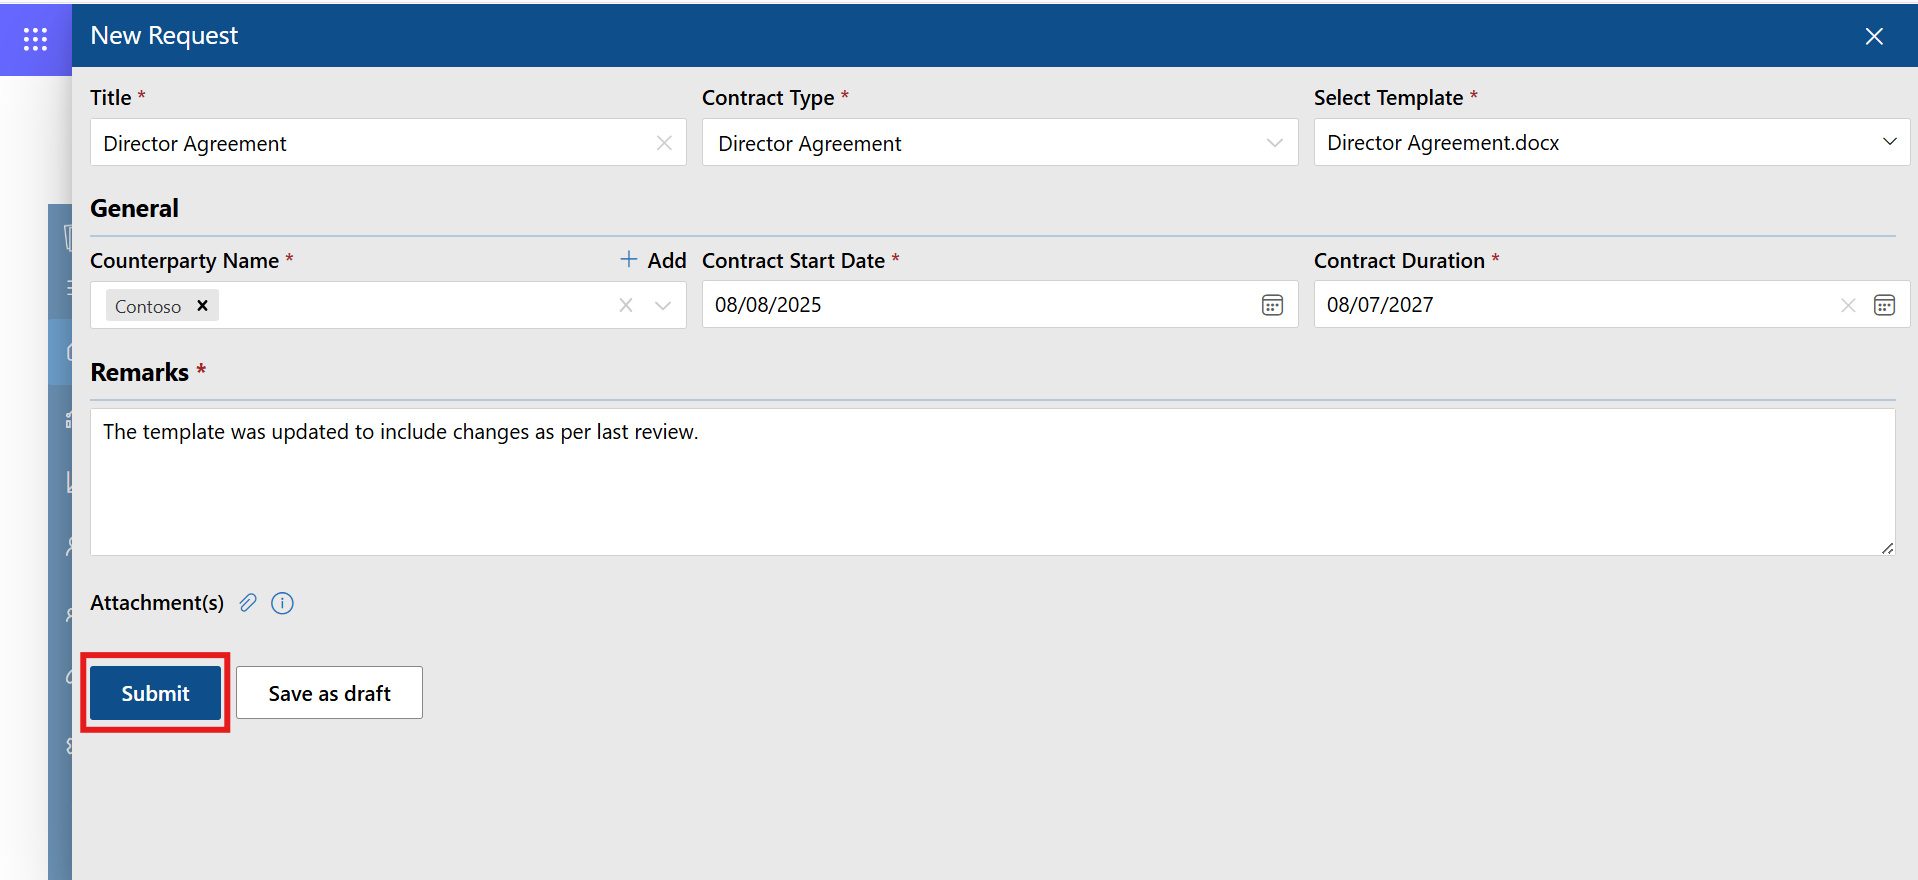 New Request
Title *
Contract Type *
Select Template *
Director Agreement
Director Agreement
Director Agreement.docx
General
Counterparty Name *
+ Add
Contract Start Date *
Contract Duration *
Contoso
08/08/2025
08/07/2027
Remarks *
The template was updated to include changes as per last review.
Attachment(s)
Submit
Save as draft